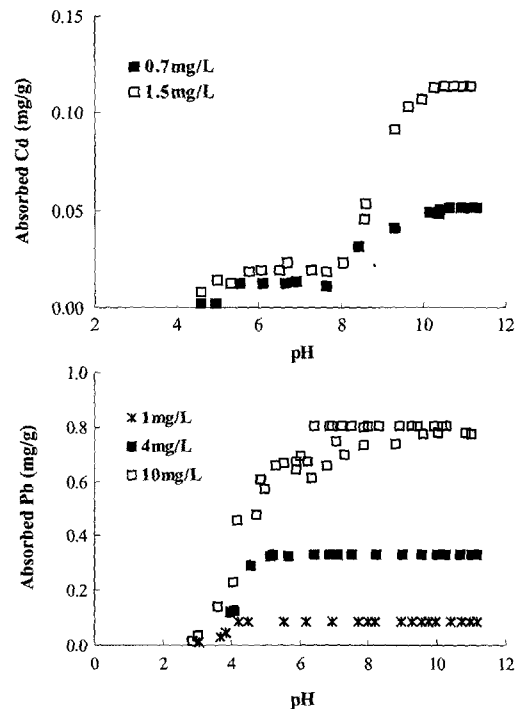 0.7mg/L
1.5mg/L
Absorbed Cd (mg/g)
0.15
0.10
0.05
0.00
2 4 6 8 10 12
pH
1mg/L
4mg/L
10mg/L
Absorbed Pb (mg/g)
1.0
0.8
0.6
0.4
0.2
0.0
0 2 4 6 8 10 12
pH